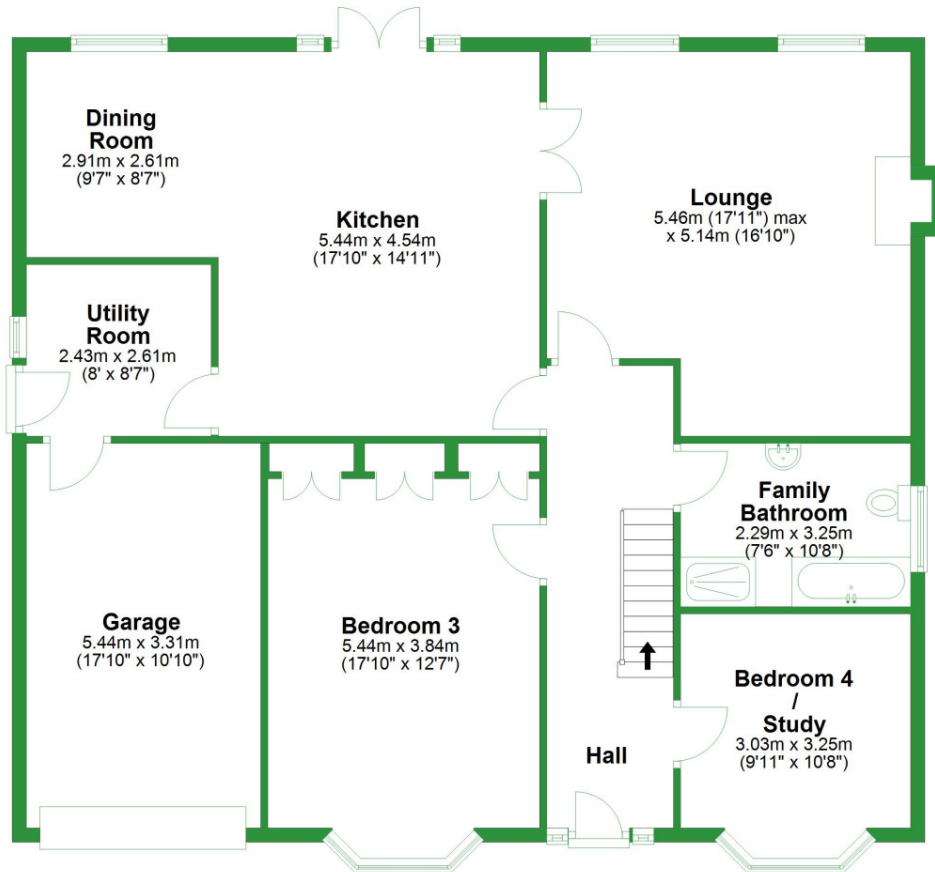 Dining
Room
2.91m x 2.61m
(9'7" x 8'7")
Kitchen
5.44m x 4.54m
(17'10" x 14'11")
Lounge
5.46m (17'11") max
x 5.14m (16'10")
Utility
Room
2.43m x 2.61m
(8' x 8'7")
Family
Bathroom
2.29m x 3.25m
(7'6" x 10'8")
Garage
5.44m x 3.31m
(17'10" x 10'10")
Bedroom 3
5.44m x 3.84m
(17'10" x 12'7")
Hall
Bedroom 4
/
Study
3.03m x 3.25m
(9'11" x 10'8")